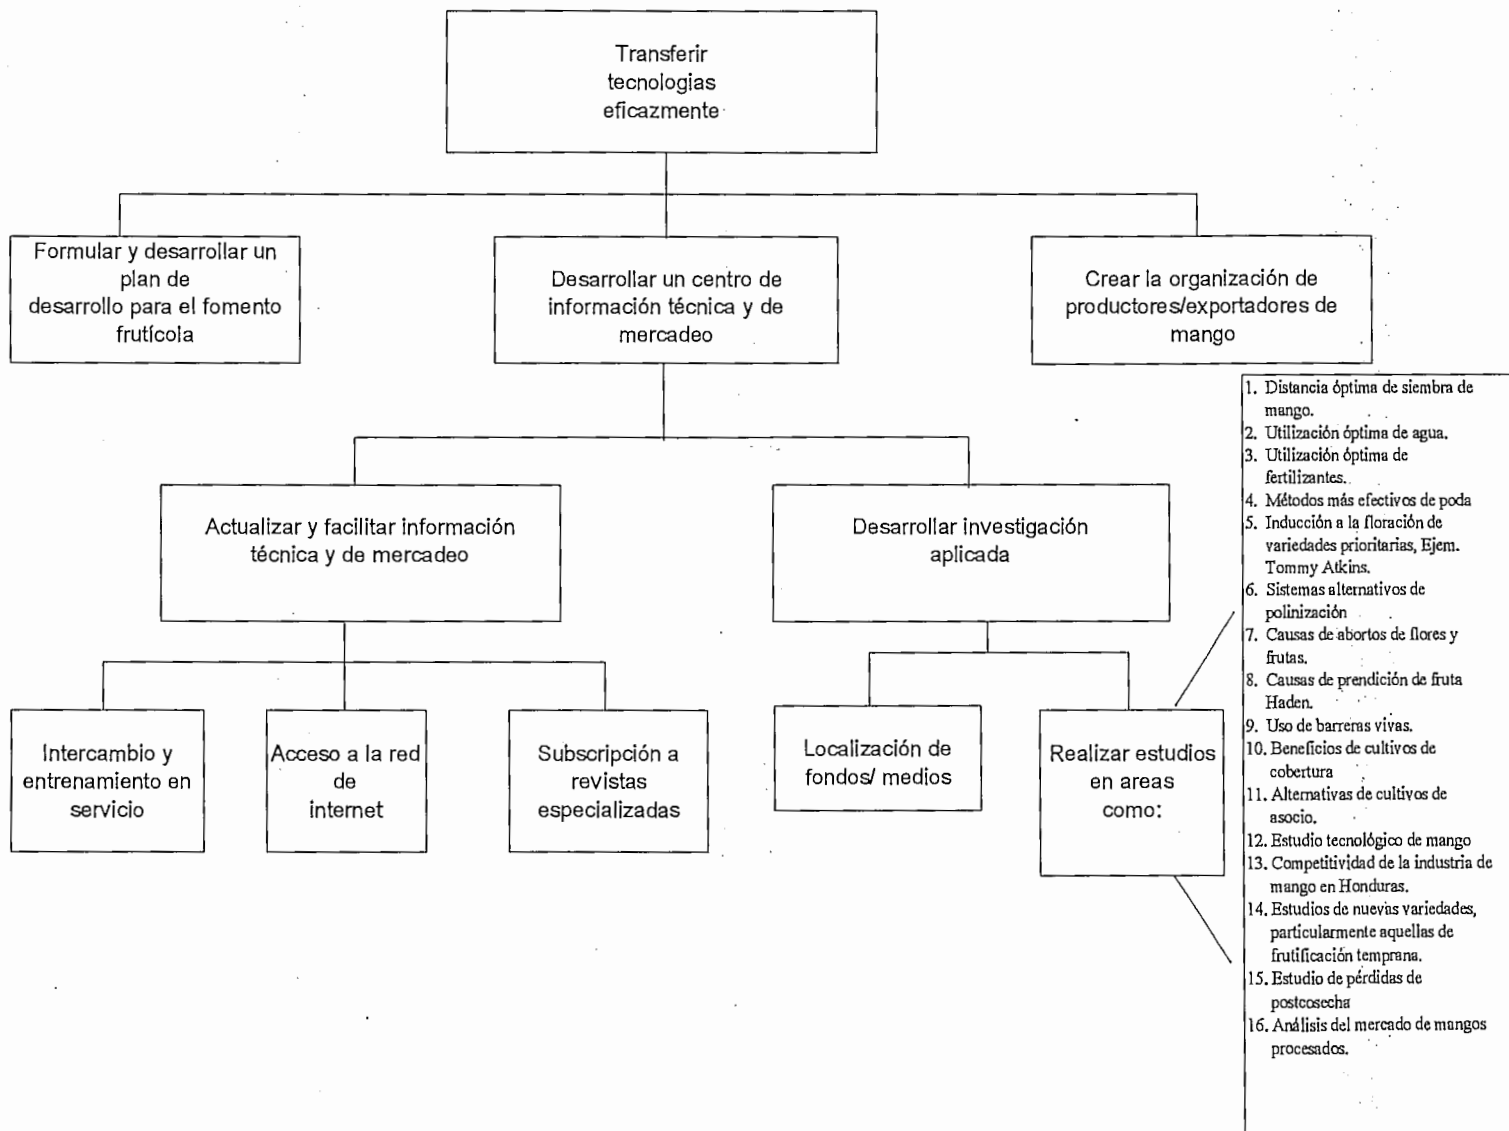 Transferir
tecnologias
eficazmente
Formular y desarrollar un
plan de
desarrollo para el fomento
frutícola
Desarrollar un centro de
información técnica y de
mercadeo
Crear la organización de
productores/exportadores de
mango
Actualizar y facilitar información
técnica y de mercadeo
Desarrollar investigación
aplicada
Intercambio y
entrenamiento en
servicio
Acceso a la red
de
internet
Subscripción a
revistas
especializadas
Localización de
fondos/ medios
Realizar estudios
en areas
como:
1. Distancia óptima de siembra de
mango.
2. Utilización óptima de agua.
3. Utilización óptima de
fertilizantes.
4. Métodos más efectivos de poda
5. Inducción a la floración de
variedades prioritarias, Ejem.
Tommy Atkins.
6. Sistemas alternativos de
polinización
7. Causas de abortos de flores y
frutas.
8. Causas de prendición de fruta
Haden.
9. Uso de barreras vivas.
10. Beneficios de cultivos de
cobertura
11. Alternativas de cultivos de
asocio.
12. Estudio tecnológico de mango
13. Competitividad de la industria de
mango en Honduras.
14. Estudios de nuevas variedades,
particularmente aquellas de
frutificación temprana.
15. Estudio de pérdidas de
postcosecha
16. Análisis del mercado de mangos
procesados.